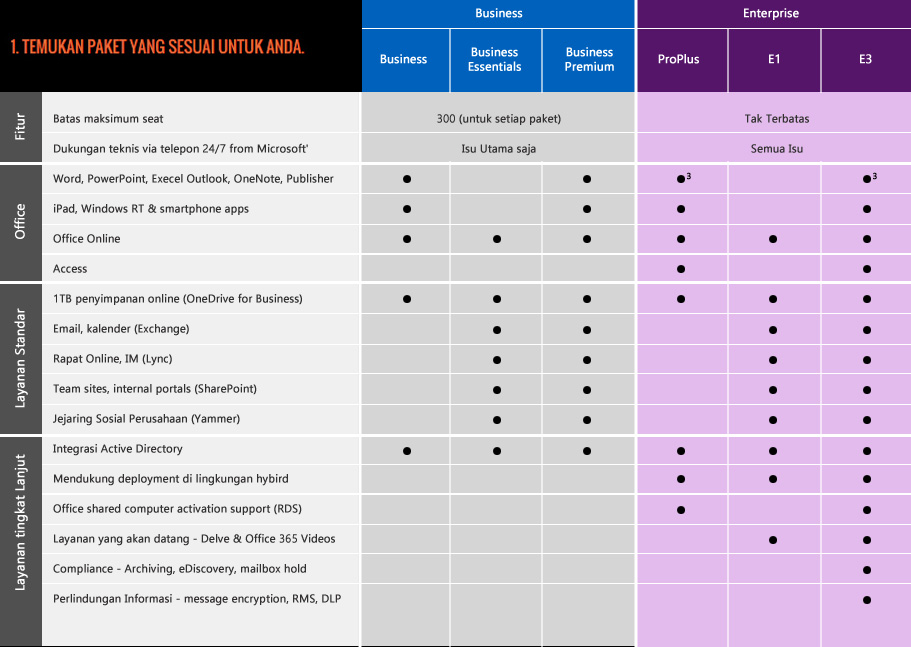 1. TEMUKAN PAKET YANG SESUAI UNTUK ANDA.
Business
Enterprise
Business
Business
Essentials
Business
Premium
ProPlus
E1
E3
Fitur
Batas maksimum seat
300 (untuk setiap paket)
Tak Terbatas
Dukungan teknis via telepon 24/7 from Microsoft'
Isu Utama saja
Semua Isu
Office
Word, PowerPoint, Execel Outlook, OneNote, Publisher
3
3
iPad, Windows RT & smartphone apps
Office Online
Access
Layanan Standar
1TB penyimpanan online (OneDrive for Business)
Email, kalender (Exchange)
Rapat Online, IM (Lync)
Team sites, internal portals (SharePoint)
Jejaring Sosial Perusahaan (Yammer)
Layanan tingkat Lanjut
Integrasi Active Directory
Mendukung deployment di lingkungan hybird
Office shared computer activation support (RDS)
Layanan yang akan datang - Delve & Office 365 Videos
Compliance - Archiving, eDiscovery, mailbox hold
Perlindungan Informasi - message encryption, RMS, DLP